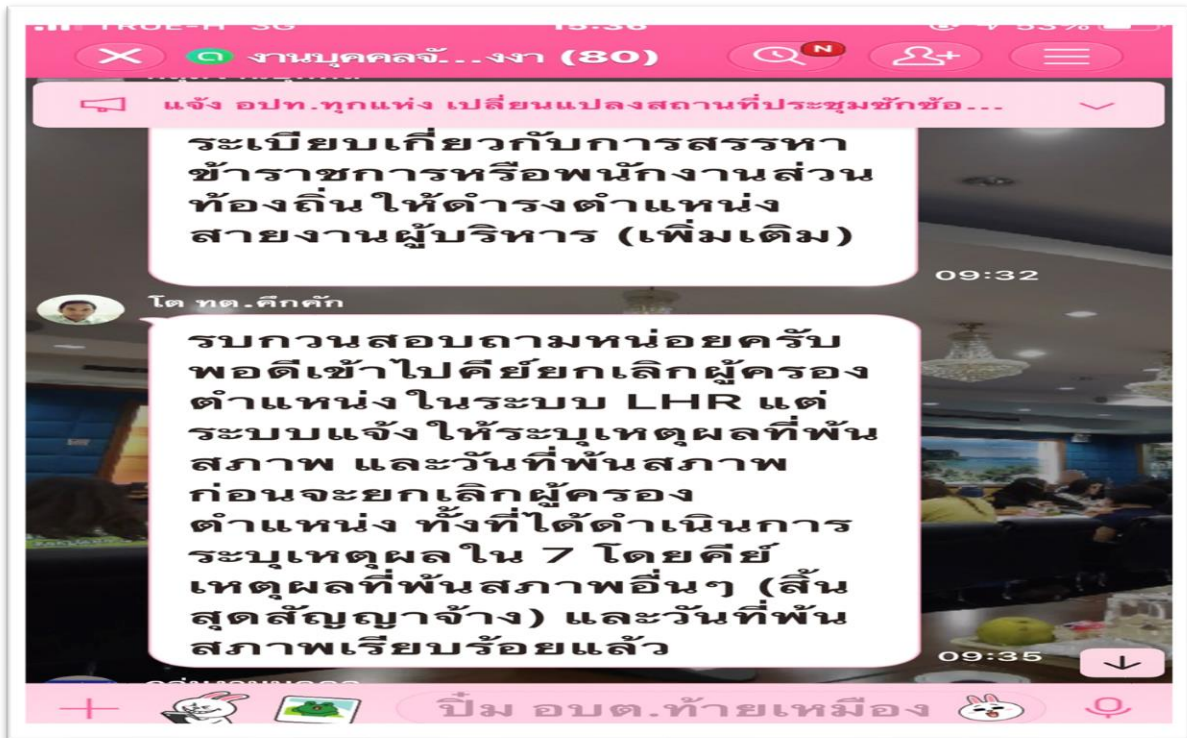 53%
งานบุคคลจั...งงา (80)
N
แจ้ง อปท.ทุกแห่ง เปลี่ยนแปลงสถานที่ประชุมซักซ้อ...
ระเบียบเกี่ยวกับการสรรหา
ข้าราชการหรือพนักงานส่วน
ท้องถิ่นให้ดำรงตำแหน่ง
สายงานผู้บริหาร (เพิ่มเติม)
09:32
โต ทต.คึกคัก
รบกวนสอบถามหน่อยครับ
พอดีเข้าไปคีย์ยกเลิกผู้ครอง
ตำแหน่งในระบบ LHR แต่
ระบบแจ้งให้ระบุเหตุผลที่พ้น
สภาพ และวันที่พ้นสภาพ
ก่อนจะยกเลิกผู้ครอง
ตำแหน่ง ทั้งที่ได้ดำเนินการ
ระบุเหตุผลใน 7 โดยคีย์
เหตุผลที่พ้นสภาพอื่นๆ (สิ้น
สุดสัญญาจ้าง) และวันที่พ้น
สภาพเรียบร้อยแล้ว
09:35
ปิ๋ม อบต.ท้ายเหมือง